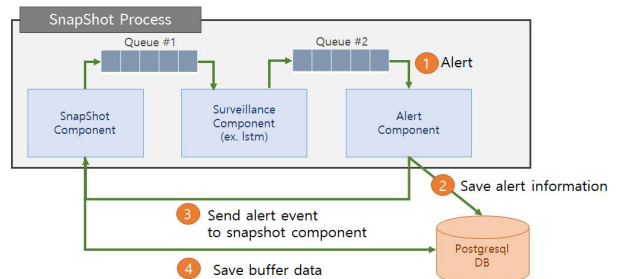 SnapShot Process
Queue #1
Queue #2
1 Alert
SnapShot
Component
Surveillance
Component
(ex. lstm)
Alert
Component
2 Save alert information
3 Send alert event
to snapshot component
Postgresql
DB
4 Save buffer data